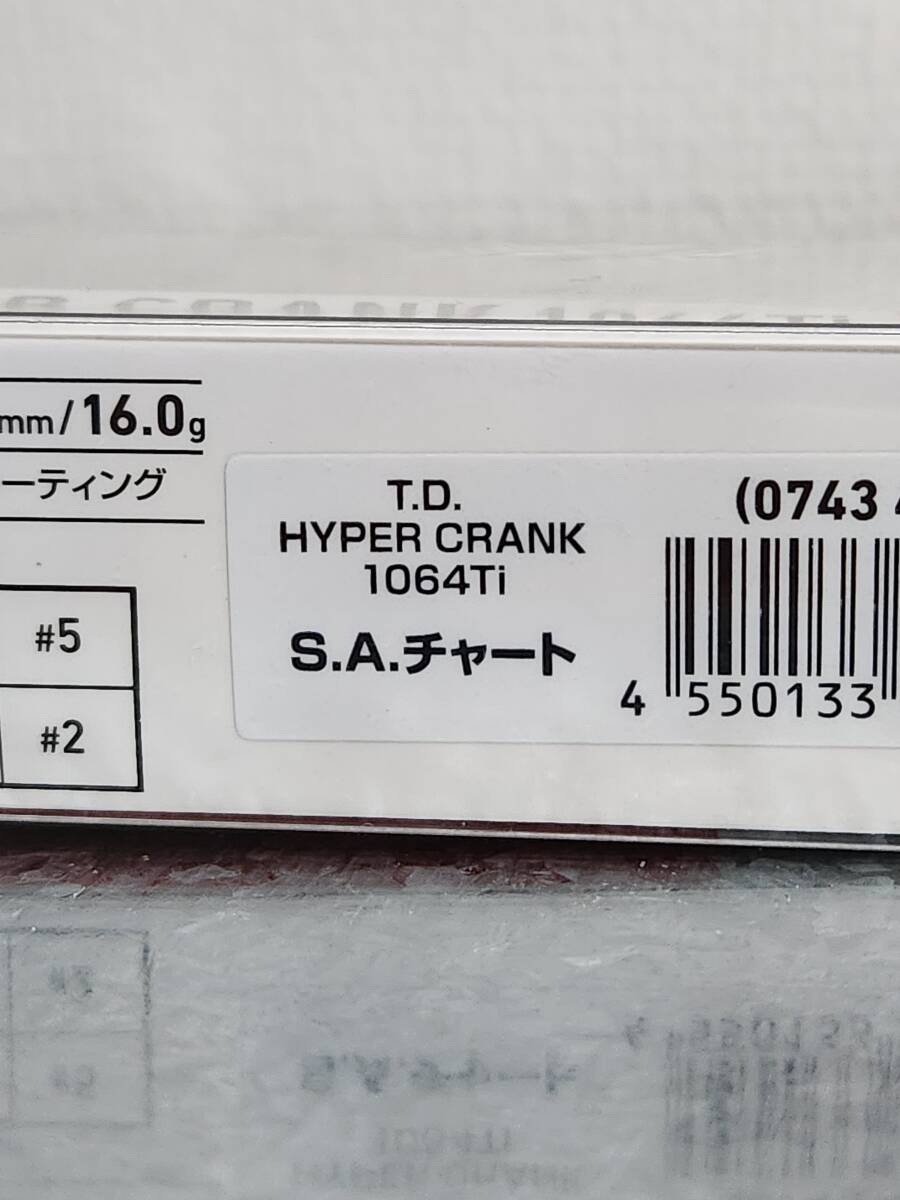 mm/16.0g
ーティング
#5
#2
T.D.
HYPER CRANK
1064Ti
S.A.チャート
(0743
4 550133